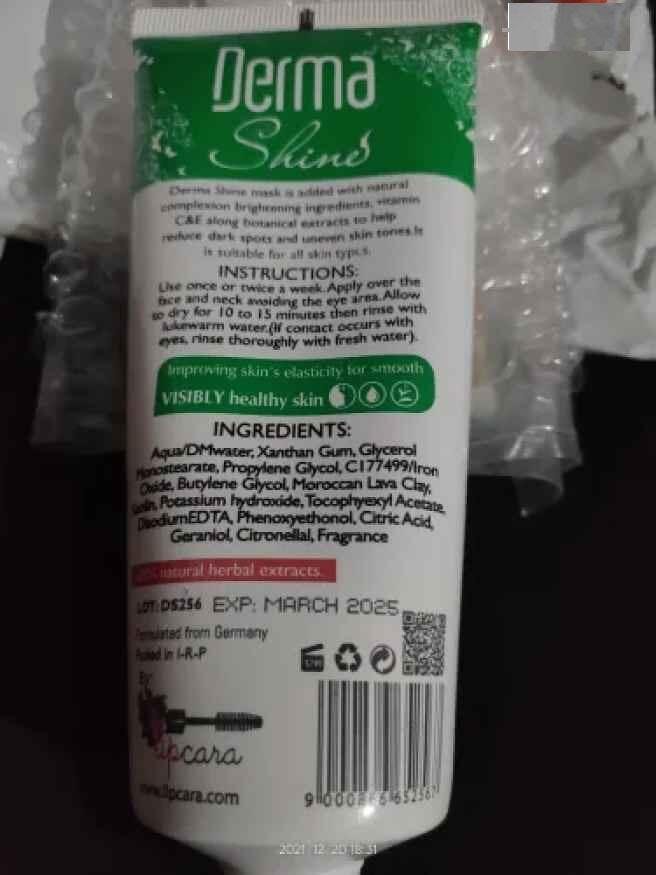 Derma
Shine
Derma Shine mask is added with natural
complexion brightening ingredients, vitamin
C&E along botanical extracts to help
reduce dark spots and uneven skin tones.It
is suitable for all skin types.
INSTRUCTIONS:
Use once or twice a week.Apply over the
face and neck avoiding the eye area.Allow
to dry for 10 to 15 minutes then rinse with
lukewarm water.(If contact occurs with
eyes, rinse thoroughly with fresh water).
Improving skin's elasticity for smooth
VISIBLY healthy skin
INGREDIENTS:
Aqua/DMwater, Xanthan Gum, Glycerol
Monostearate, Propylene Glycol, C177499/Iron
Oxide, Butylene Glycol, Moroccan Lava Clay,
Potassium hydroxide, Tocophyexyl Acetate,
DisodiumEDTA, Phenoxyethonol, Citric Acid,
Geraniol, Citronellal, Fragrance
natural herbal extracts.
LOT: DS256 EXP: MARCH 2025
Formulated from Germany
Packed in I-R-P
By:
lipcara
www.lipcara.com
2021 12 20 18:31